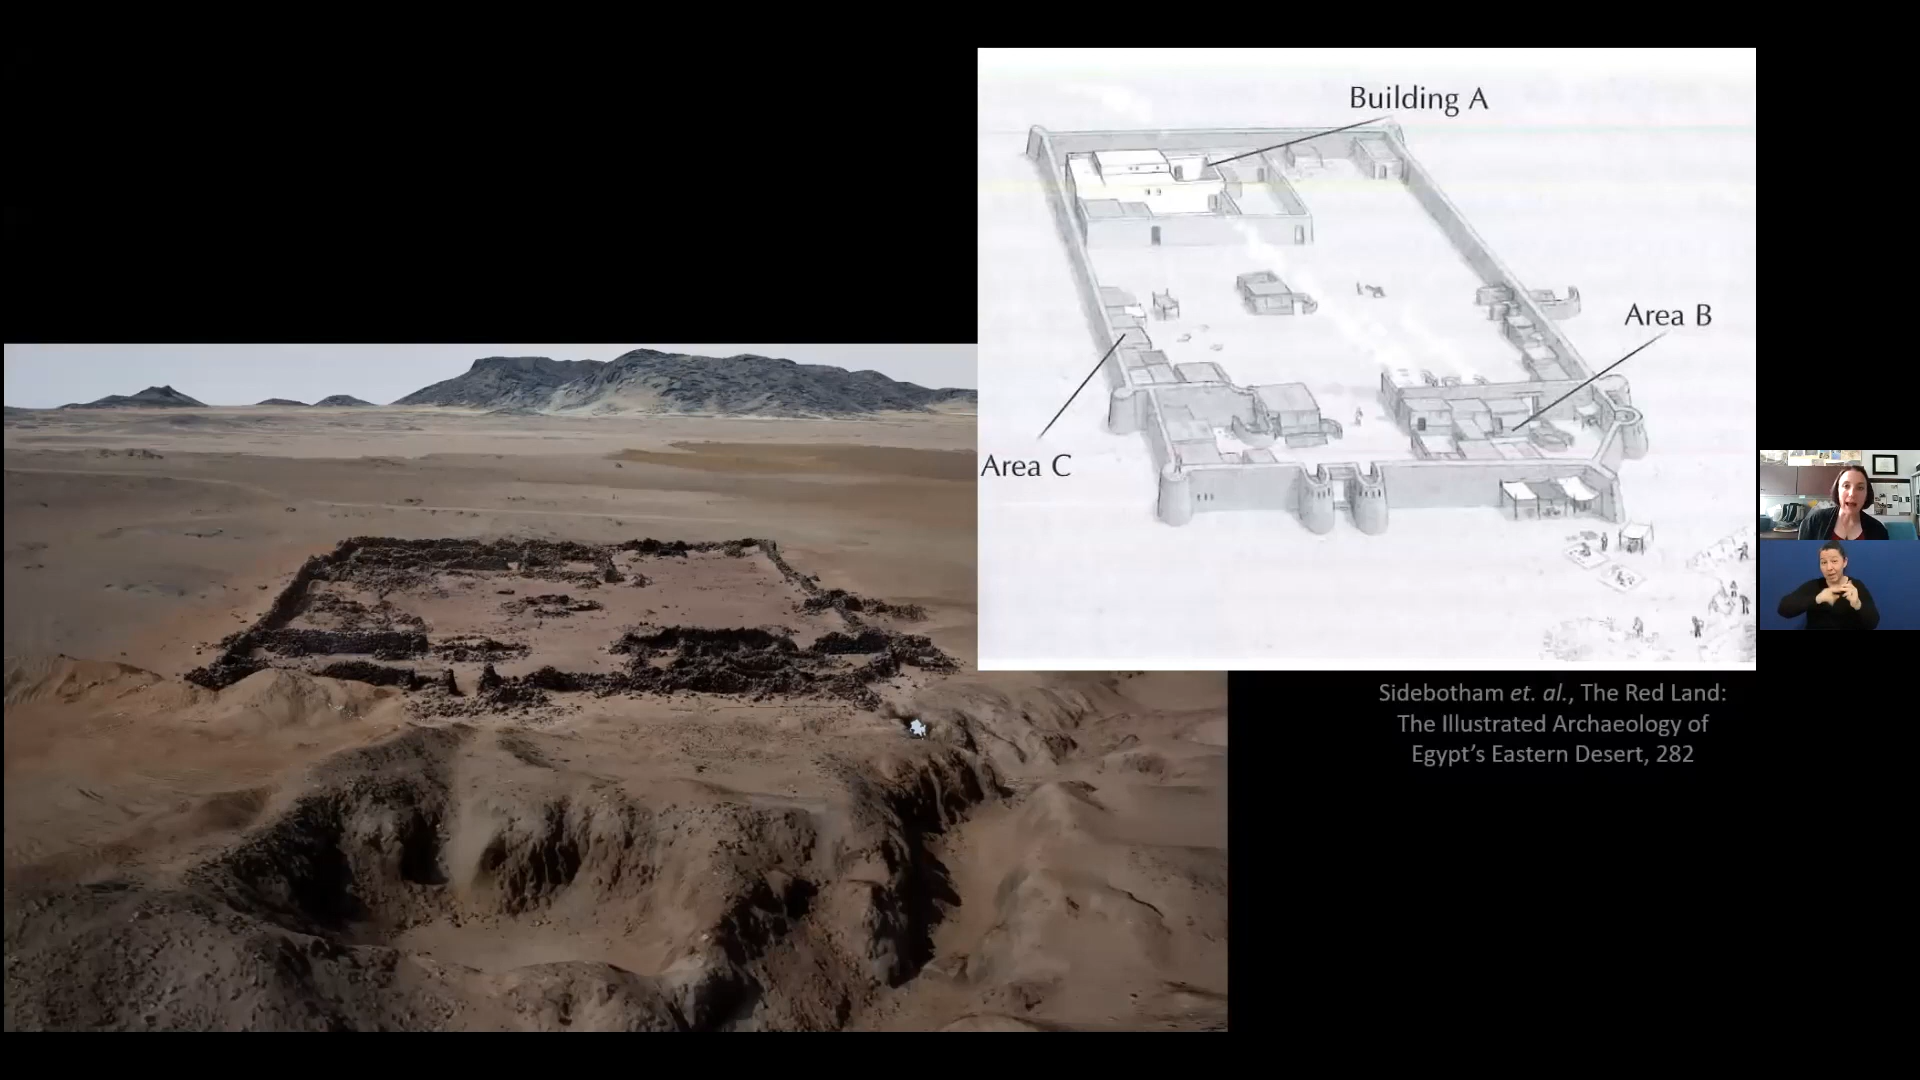 Building A
Area B
Area C
Sidebotham et. al., The Red Land:
The Illustrated Archaeology of
Egypt’s Eastern Desert, 282